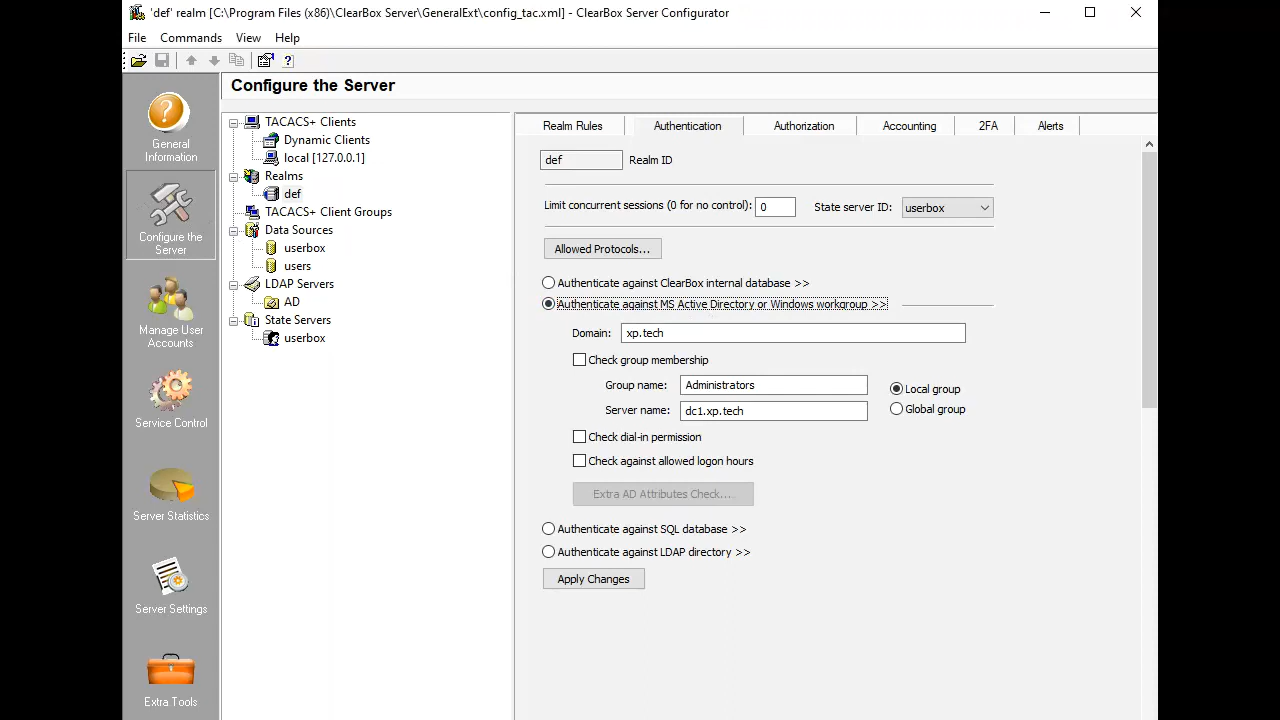 'def' realm [C:\Program Files (x86)\ClearBox Server\GeneralExt\config_tac.xml] - ClearBox Server Configurator
File Commands View Help
Configure the Server
General
Information
Configure the
Server
Manage User
Accounts
Service Control
Server Statistics
Server Settings
Extra Tools
TACACS+ Clients
Dynamic Clients
local [127.0.0.1]
Realms
def
TACACS+ Client Groups
Data Sources
userbox
users
LDAP Servers
AD
State Servers
userbox
Realm Rules Authentication Authorization Accounting 2FA Alerts
def Realm ID
Limit concurrent sessions (0 for no control): 0 State server ID: userbox
Allowed Protocols...
Authenticate against ClearBox internal database >>
Authenticate against MS Active Directory or Windows workgroup >>
Domain: xp.tech
Check group membership
Group name: Administrators Local group
Server name: dc1.xp.tech Global group
Check dial-in permission
Check against allowed logon hours
Extra AD Attributes Check....
Authenticate against SQL database >>
Authenticate against LDAP directory >>
Apply Changes